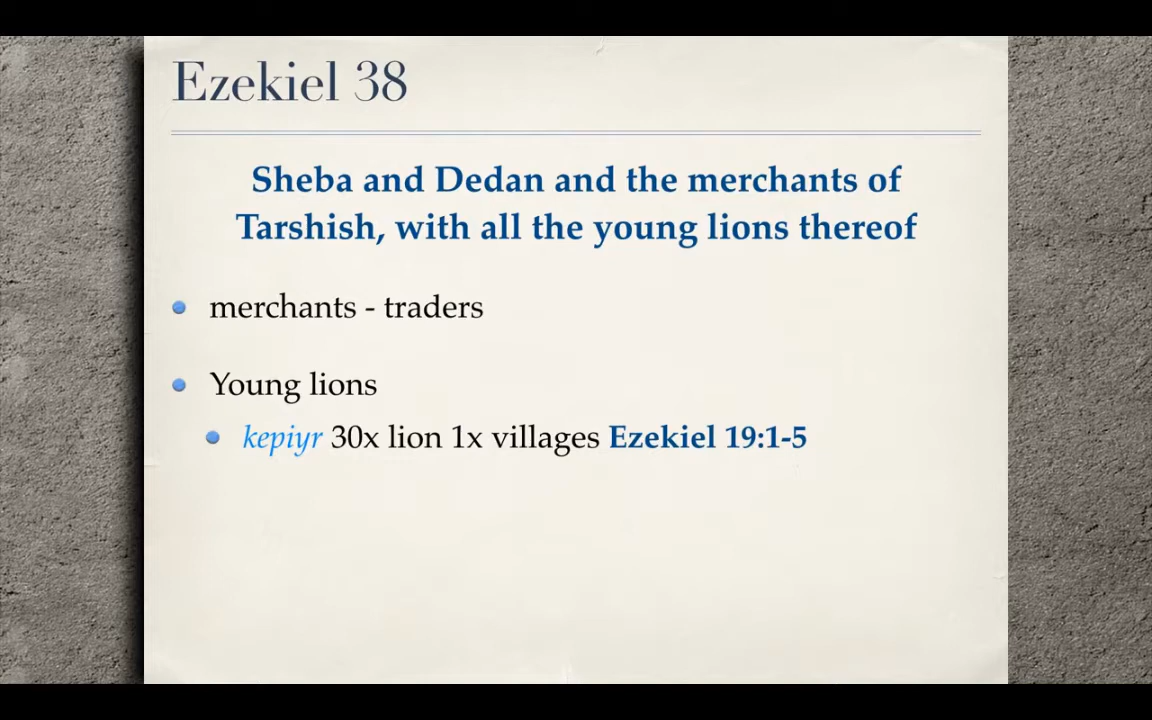 Ezekiel 38
Sheba and Dedan and the merchants of
Tarshish, with all the young lions thereof
merchants - traders
Young lions
kepiyr 30x lion 1x villages Ezekiel 19:1-5